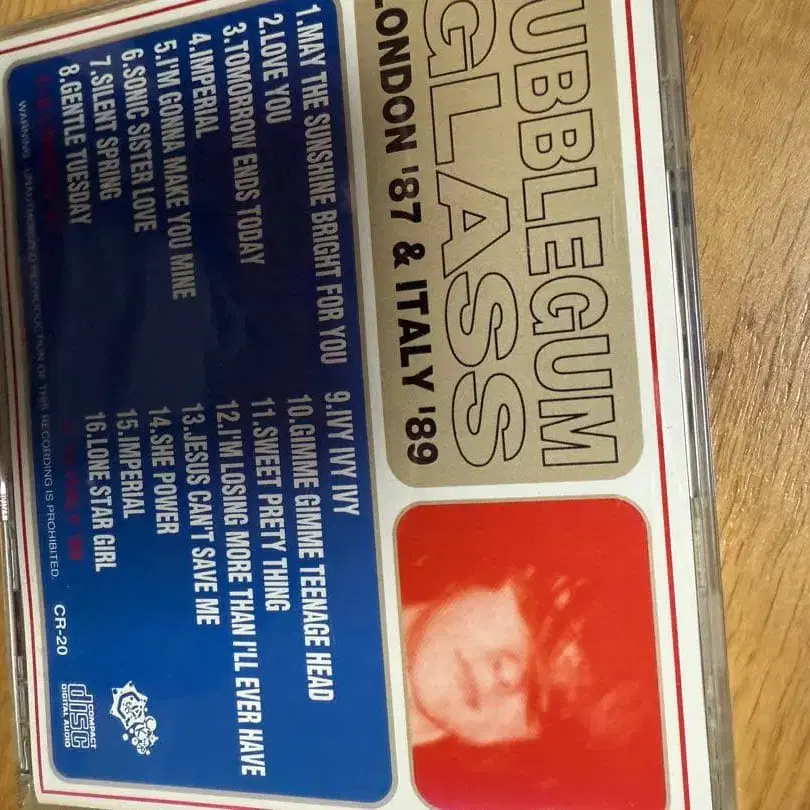 UBBLEGUM
GLASS
LONDON '87 & ITALY '89
1.MAY THE SUNSHINE BRIGHT FOR YOU
2.LOVE YOU
3.TOMORROW ENDS TODAY
4.IMPERIAL
5.I'M GONNA MAKE YOU MINE
6.SONIC SISTER LOVE
7.SILENT SPRING
8.GENTLE TUESDAY
9.IVY IVY IVY
10.GIMME GIMME TEENAGE HEAD
11.SWEET PRETY THING
12.I'M LOSING MORE THAN I'LL EVER HAVE
13.JESUS CAN'T SAVE ME
14.SHE POWER
15.IMPERIAL
16.LONE STAR GIRL
WARNING. UNAUTHORIZED REPRODUCTION OF THIS RECORDING IS PROHIBITED.
CR-20
COMPACT
disc
DIGITAL AUDIO